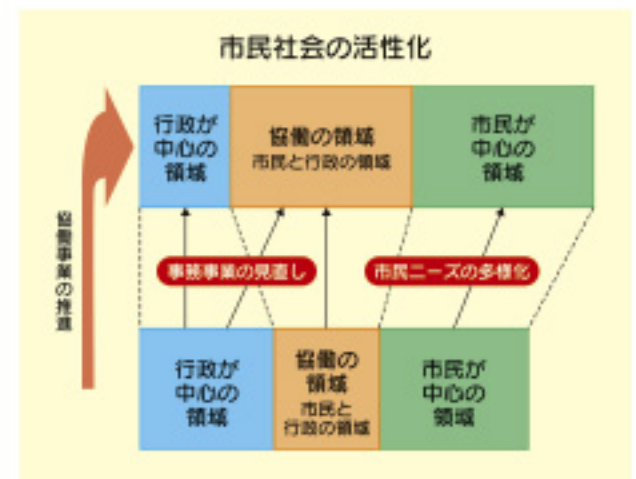 市民社会の活性化
行政が
中心の
領域
協働の領域
市民と行政の領域
市民が
中心の
領域
協働事業の推進
事務事業の見直し
市民ニーズの多様化
行政が
中心の
領域
協働の
領域
市民と
行政の領域
市民が
中心の
領域